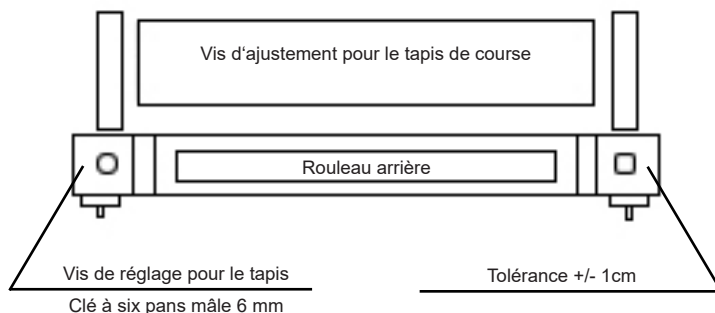 Vis d‘ajustement pour le tapis de course
Rouleau arrière
Vis de réglage pour le tapis
Clé à six pans mâle 6 mm
Tolérance +/- 1cm